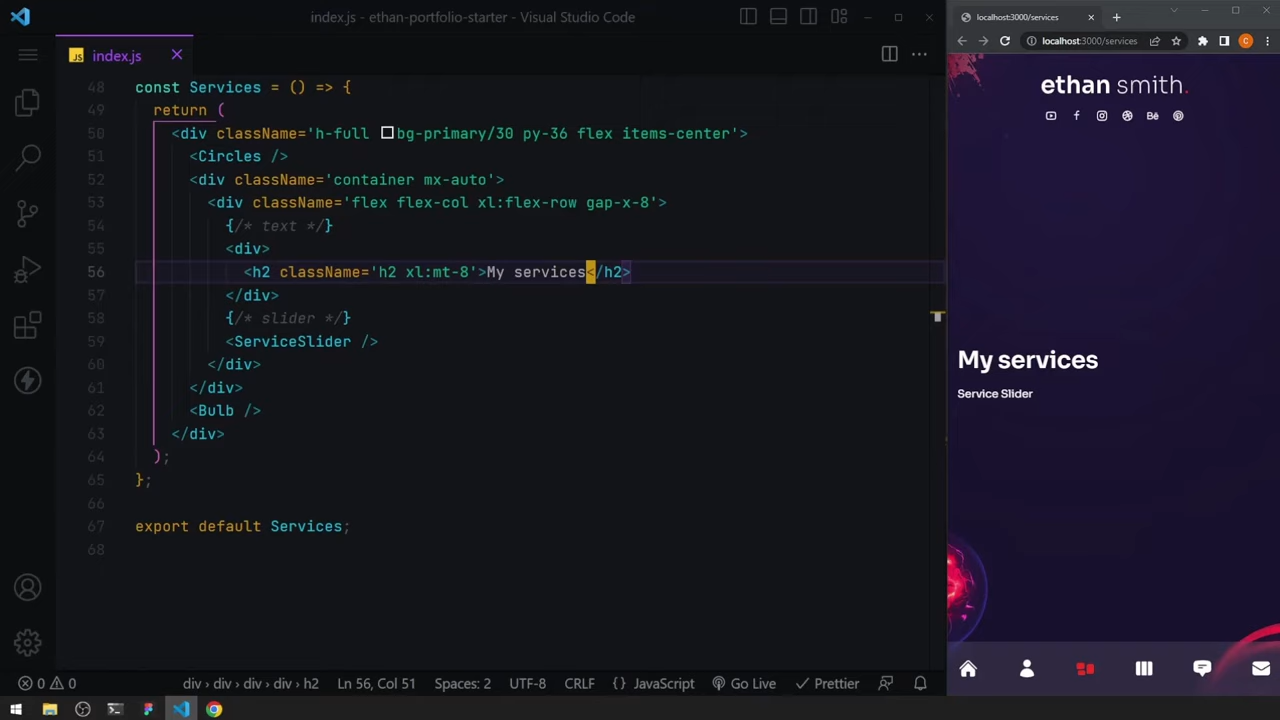 index.js - ethan-portfolio-starter - Visual Studio Code
JS index.js
48 const Services = () => {
49 return (
50 <div className='h-full bg-primary/30 py-36 flex items-center'>
51 <Circles />
52 <div className='container mx-auto'>
53 <div className='flex flex-col xl:flex-row gap-x-8'>
54 {/* text */}
55 <div>
56 <h2 className='h2 xl:mt-8'>My services</h2>
57 </div>
58 {/* slider */}
59 <ServiceSlider />
60 </div>
61 </div>
62 <Bulb />
63 </div>
64 );
65 };
66
67 export default Services;
68
0 0 div › div › div › div › h2 Ln 56, Col 51 Spaces: 2 UTF-8 CRLF {} JavaScript Go Live Prettier
localhost:3000/services
localhost:3000/services
C
ethan smith.
Bē
My services
Service Slider